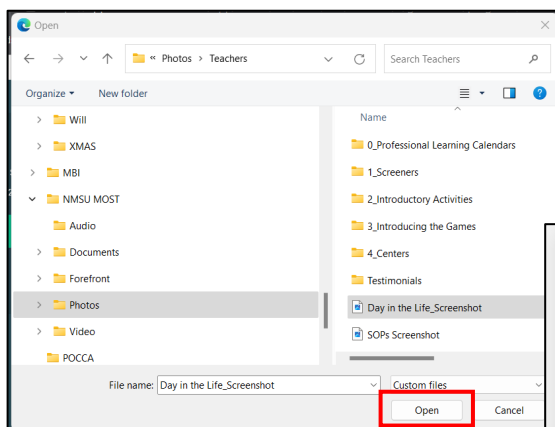 Open
« Photos > Teachers
Search Teachers
Organize
New folder
Will
XMAS
MBI
NMSU MOST
Audio
Documents
Forefront
Photos
Video
POCCA
Name
0_Professional Learning Calendars
1_Screeners
2_Introductory Activities
3_Introducing the Games
4_Centers
Testimonials
Day in the Life_Screenshot
SOPs Screenshot
File name: Day in the Life_Screenshot
Custom files
Open
Cancel